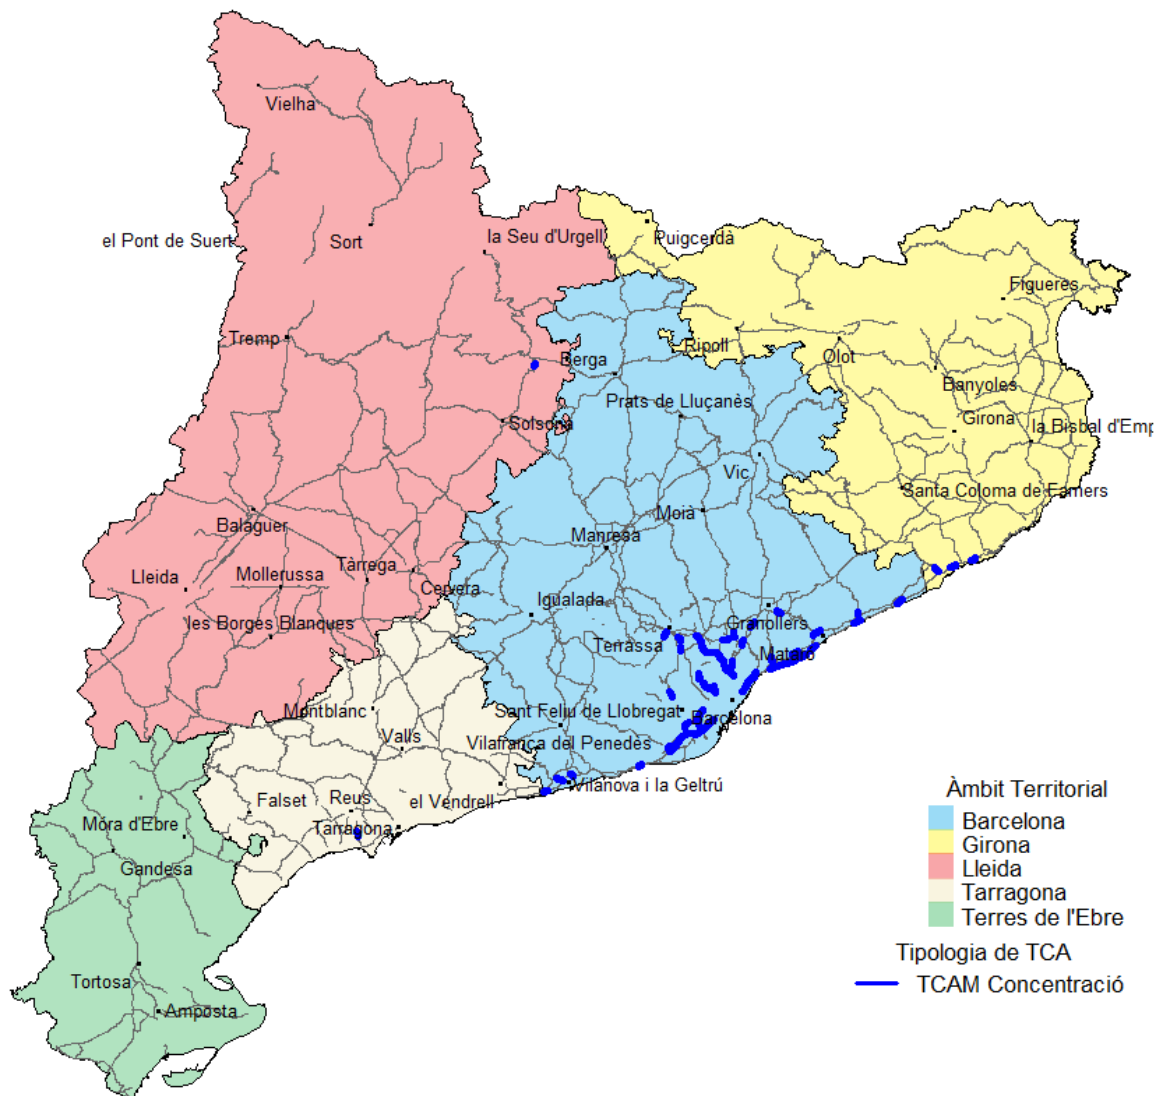 Vielha
el Pont de Suert
Sort
la Seu d'Urgell
Puigcerdà
Figueres
Tremp
Berga
Ripoll
Olot
Banyoles
Prats de Lluçanès
Solsona
Girona
la Bisbal d'Emp
Vic
Santa Coloma de Farners
Balaguer
Moià
Manresa
Lleida
Mollerussa
Tàrrega
Cervera
Igualada
les Borges Blanques
Granollers
Terrassa
Mataró
Montblanc
Sant Feliu de Llobregat
Barcelona
Valls
Vilafranca del Penedès
Vilanova i la Geltrú
Falset
Reus
el Vendrell
Móra d'Ebre
Tarragona
Gandesa
Tortosa
Amposta
Àmbit Territorial
Barcelona
Girona
Lleida
Tarragona
Terres de l'Ebre
Tipologia de TCA
TCAM Concentració